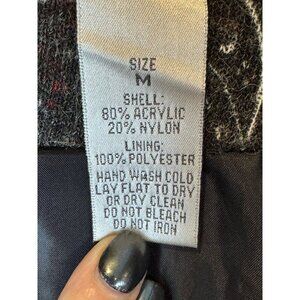 SIZE
M
SHELL:
80% ACRYLIC
20% NYLON
LINING:
100% POLYESTER
HAND WASH COLD
LAY FLAT TO DRY
OR DRY CLEAN
DO NOT BLEACH
DO NOT IRON